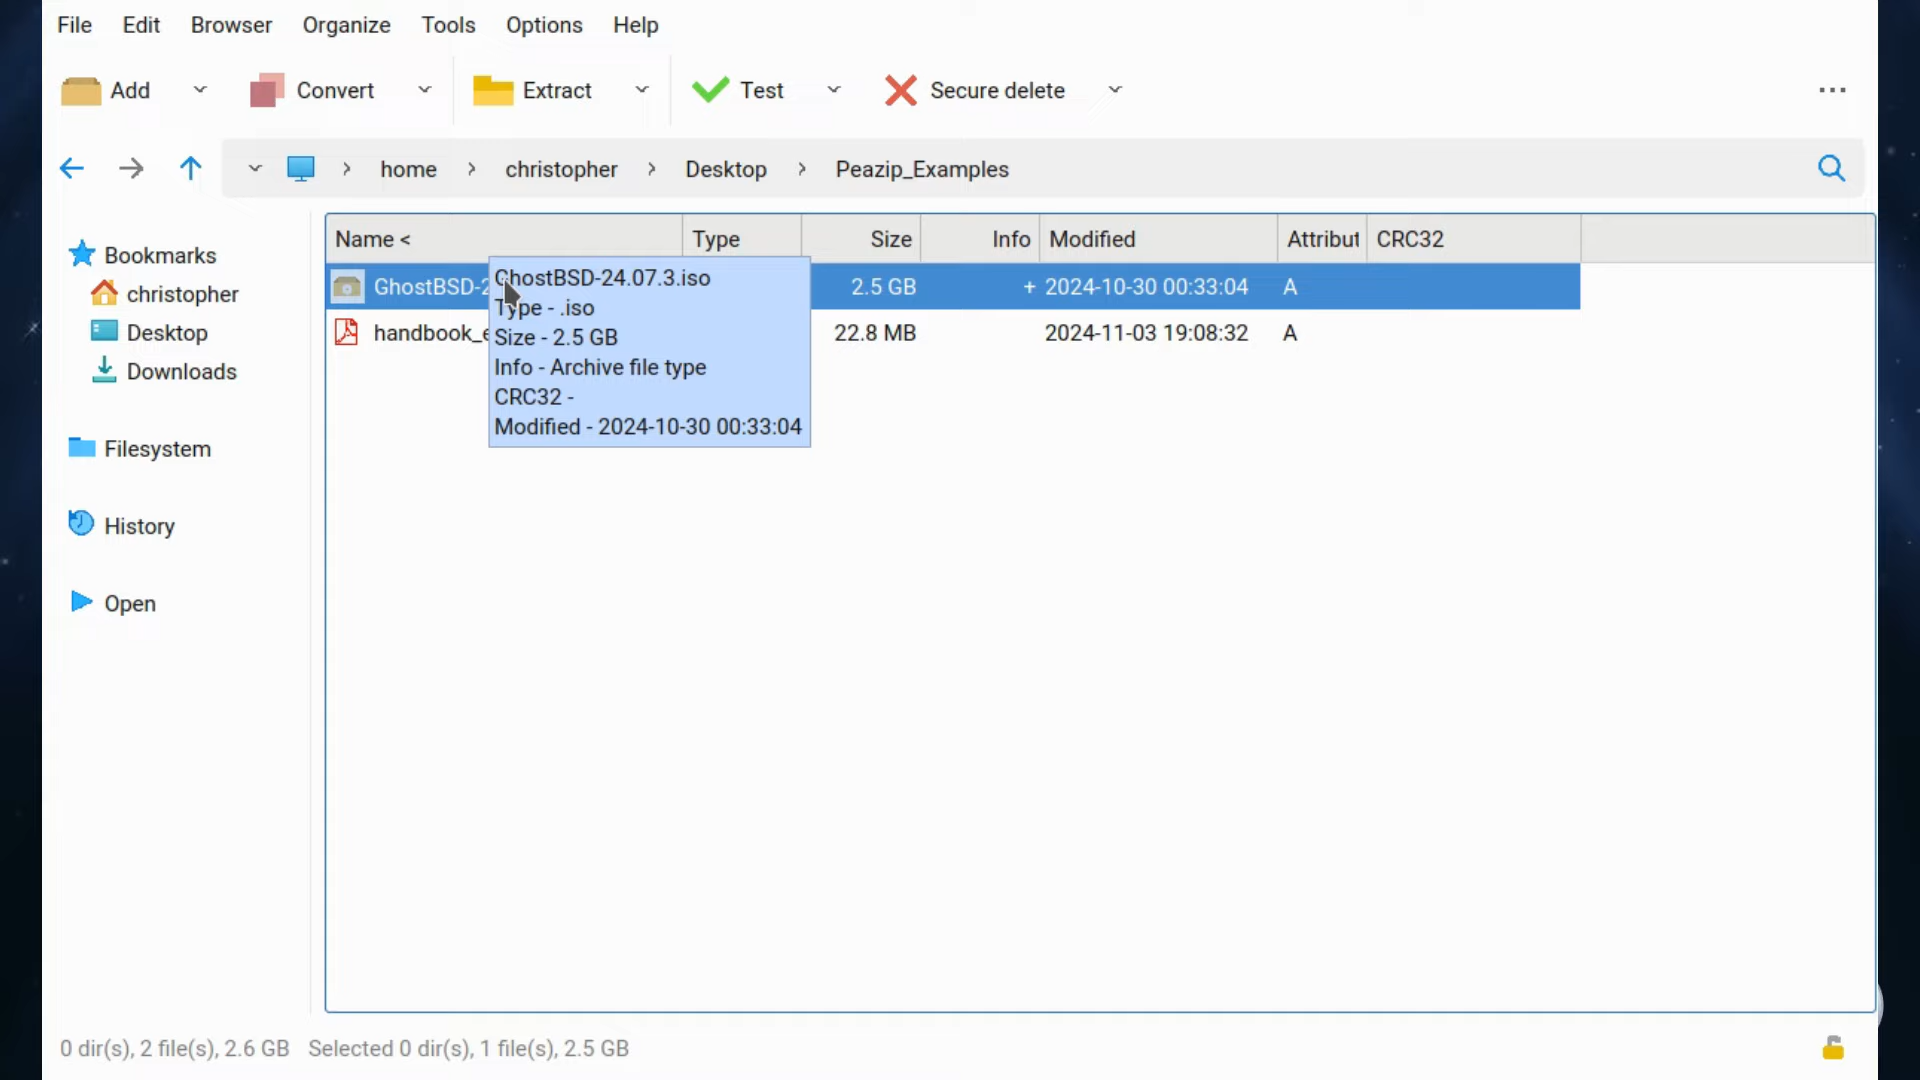 File Edit Browser Organize Tools Options Help
Add Convert Extract Test Secure delete ...
> home > christopher > Desktop > Peazip_Examples
Bookmarks
christopher
Desktop
Downloads
Filesystem
History
Open
Name < Type Size Info Modified Attribut CRC32
GhostBSD-2 2.5 GB + 2024-10-30 00:33:04 A
handbook_e 22.8 MB 2024-11-03 19:08:32 A
GhostBSD-24.07.3.iso
Type - .iso
Size - 2.5 GB
Info - Archive file type
CRC32 -
Modified - 2024-10-30 00:33:04
0 dir(s), 2 file(s), 2.6 GB Selected 0 dir(s), 1 file(s), 2.5 GB